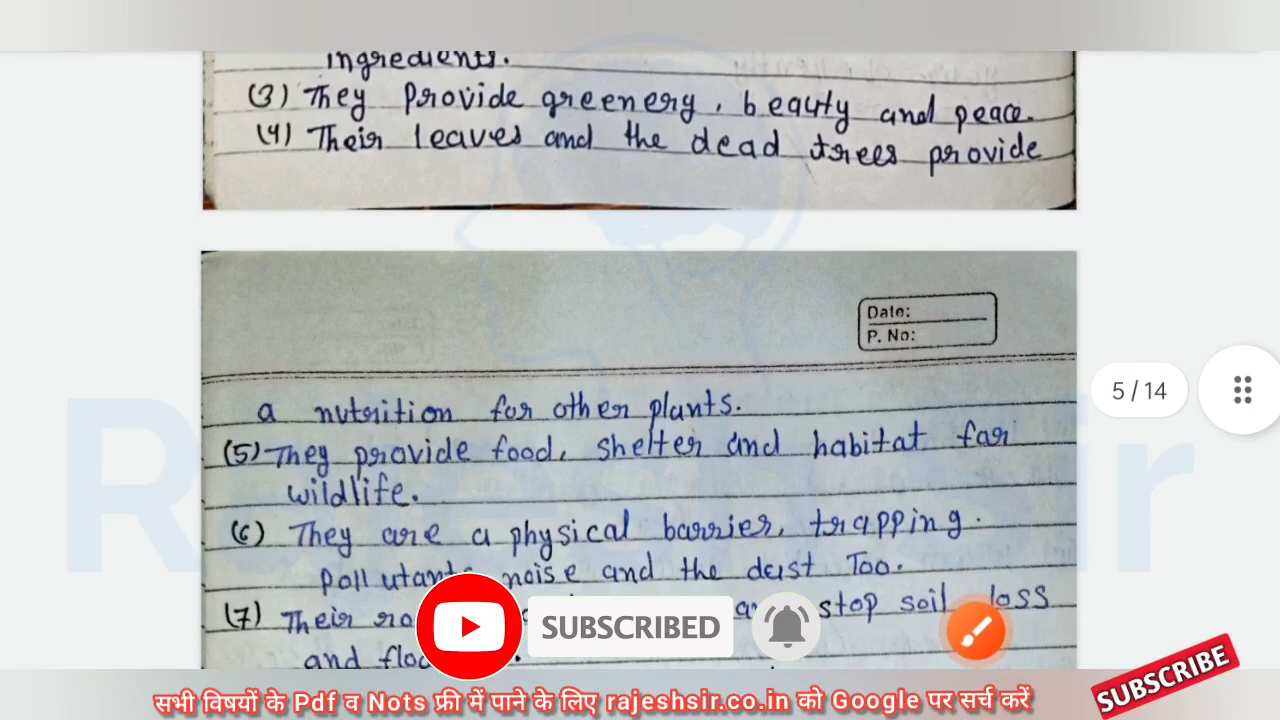 ingredients.
(3) They provide greenery, beauty and peace.
(4) Their leaves and the dead trees provide
Date:
P. No:
5 / 14
a nutrition for other plants.
(5) They provide food, shelter and habitat far
wildlife.
(6) They are a physical barrier, trapping.
pollutants noise and the dust Too.
(7) Their stop soil loss
and
SUBSCRIBED
SUBSCRIBE
Rajeshsir
सभी विषयों के Pdf व Nots फ्री में पाने के लिए rajeshsir.co.in को Google पर सर्च करें